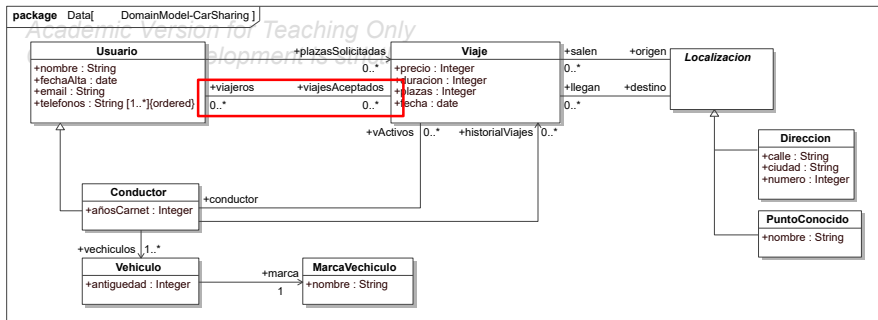 package Data[ DomainModel-CarSharing ]
Academic Version for Teaching Only
Usuario
+nombre : String
+fechaAlta : date
+email : String
+telefonos : String [1..*]{ordered}
+plazasSolicitadas
0..*
+viajeros
0..*
+viajesAceptados
0..*
Viaje
+precio : Integer
+duracion : Integer
+plazas : Integer
+fecha : date
+salen
0..*
+origen
+llegan
0..*
+destino
Localizacion
+vActivos
0..*
+historialViajes
0..*
Direccion
+calle : String
+ciudad : String
+numero : Integer
Conductor
+añosCarnet : Integer
+conductor
PuntoConocido
+nombre : String
+vechiculos
1..*
Vehiculo
+antiguedad : Integer
+marca
1
MarcaVechiculo
+nombre : String